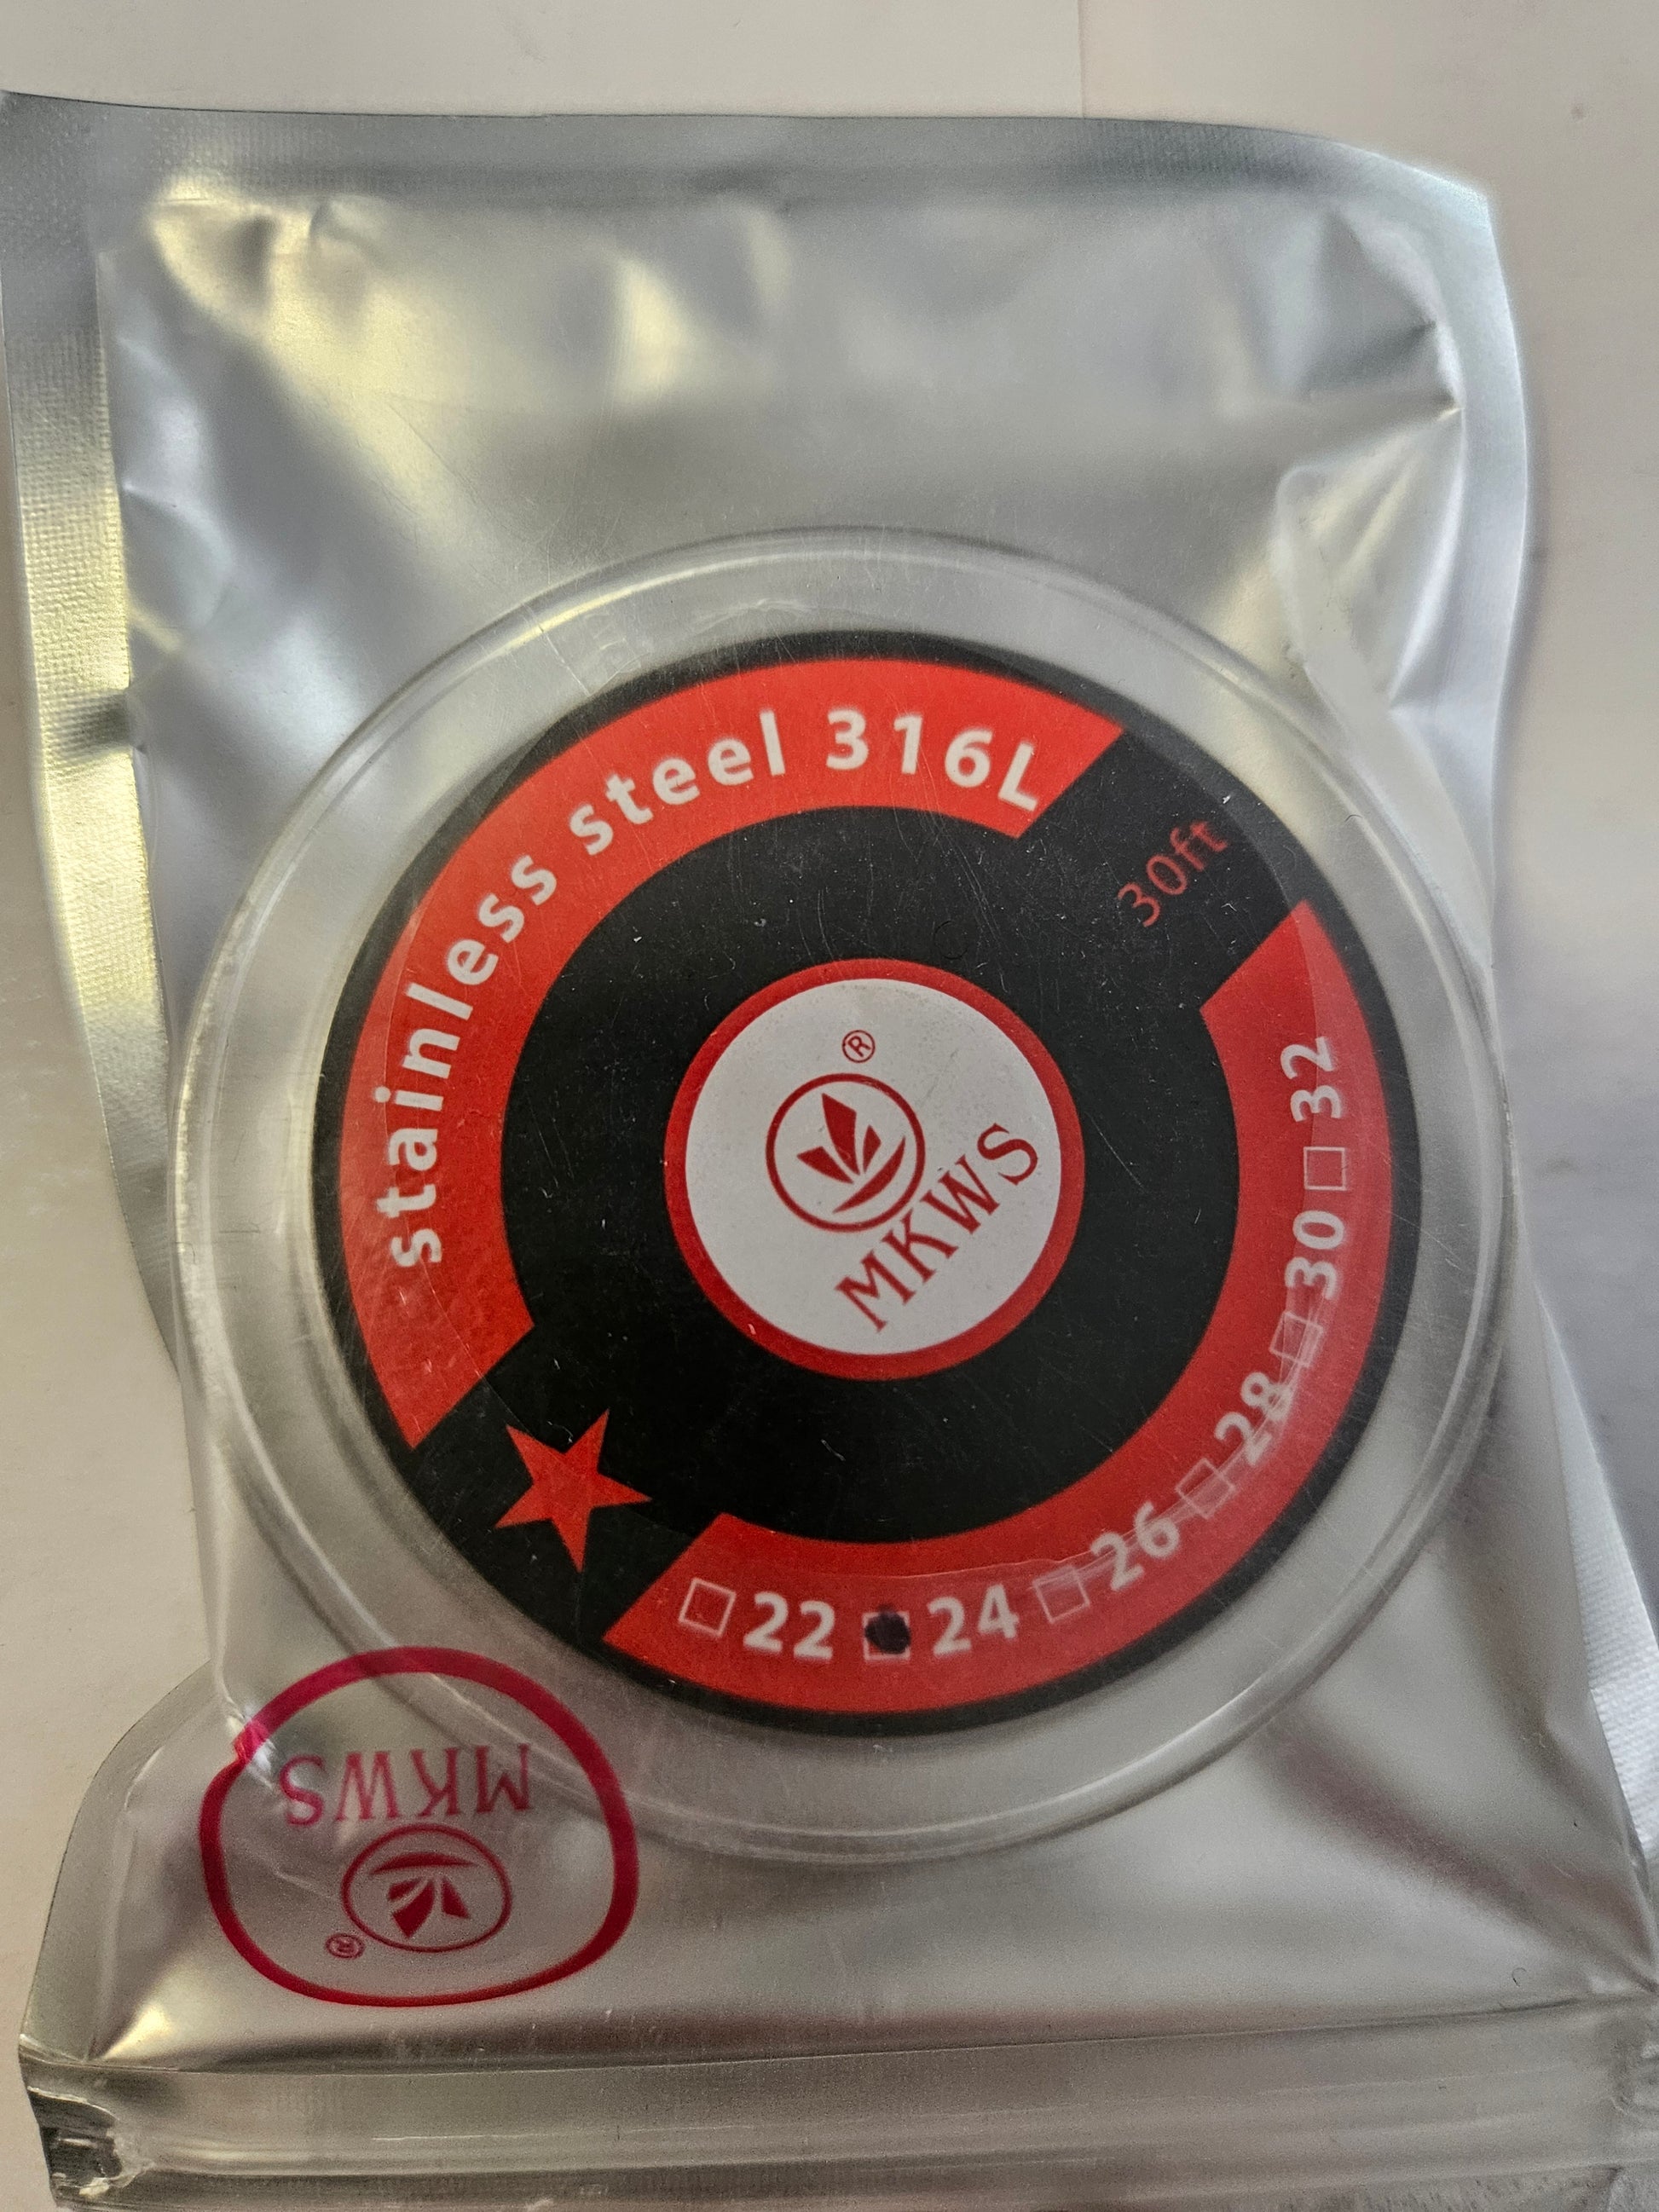 stainless steel 316L
30ft
®
MKWS
□ 22 ■ 24 □ 26 □ 28 □ 30 □ 32
MKWS
®